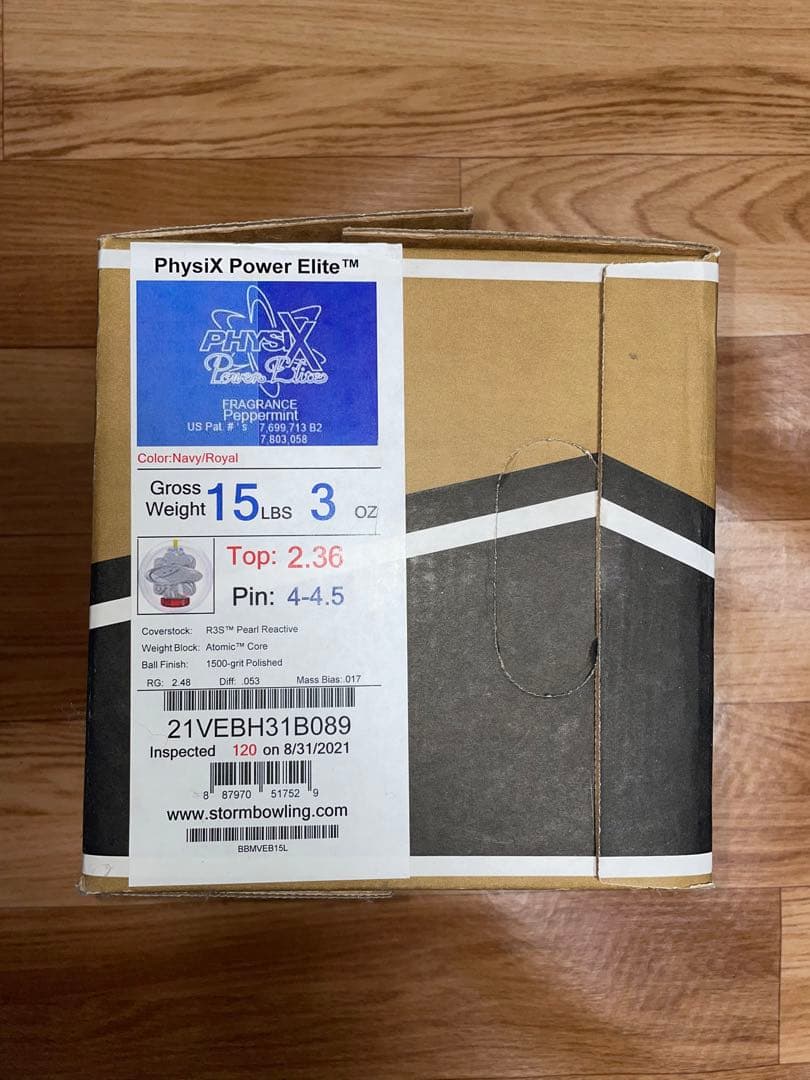 PhysiX Power Elite™
PHYSIX
Power Elite
FRAGRANCE
Peppermint
US Pat. #'s 7,699,713 B2
7,803,058
Color:Navy/Royal
Gross Weight 15 LBS 3 OZ
Top: 2.36
Pin: 4-4.5
Coverstock: R3S™ Pearl Reactive
Weight Block: Atomic™ Core
Ball Finish: 1500-grit Polished
RG: 2.48 Diff: .053 Mass Bias:.017
21VEBH31B089
Inspected 120 on 8/31/2021
8 87970 51752 9
www.stormbowling.com
BBMVEB15L